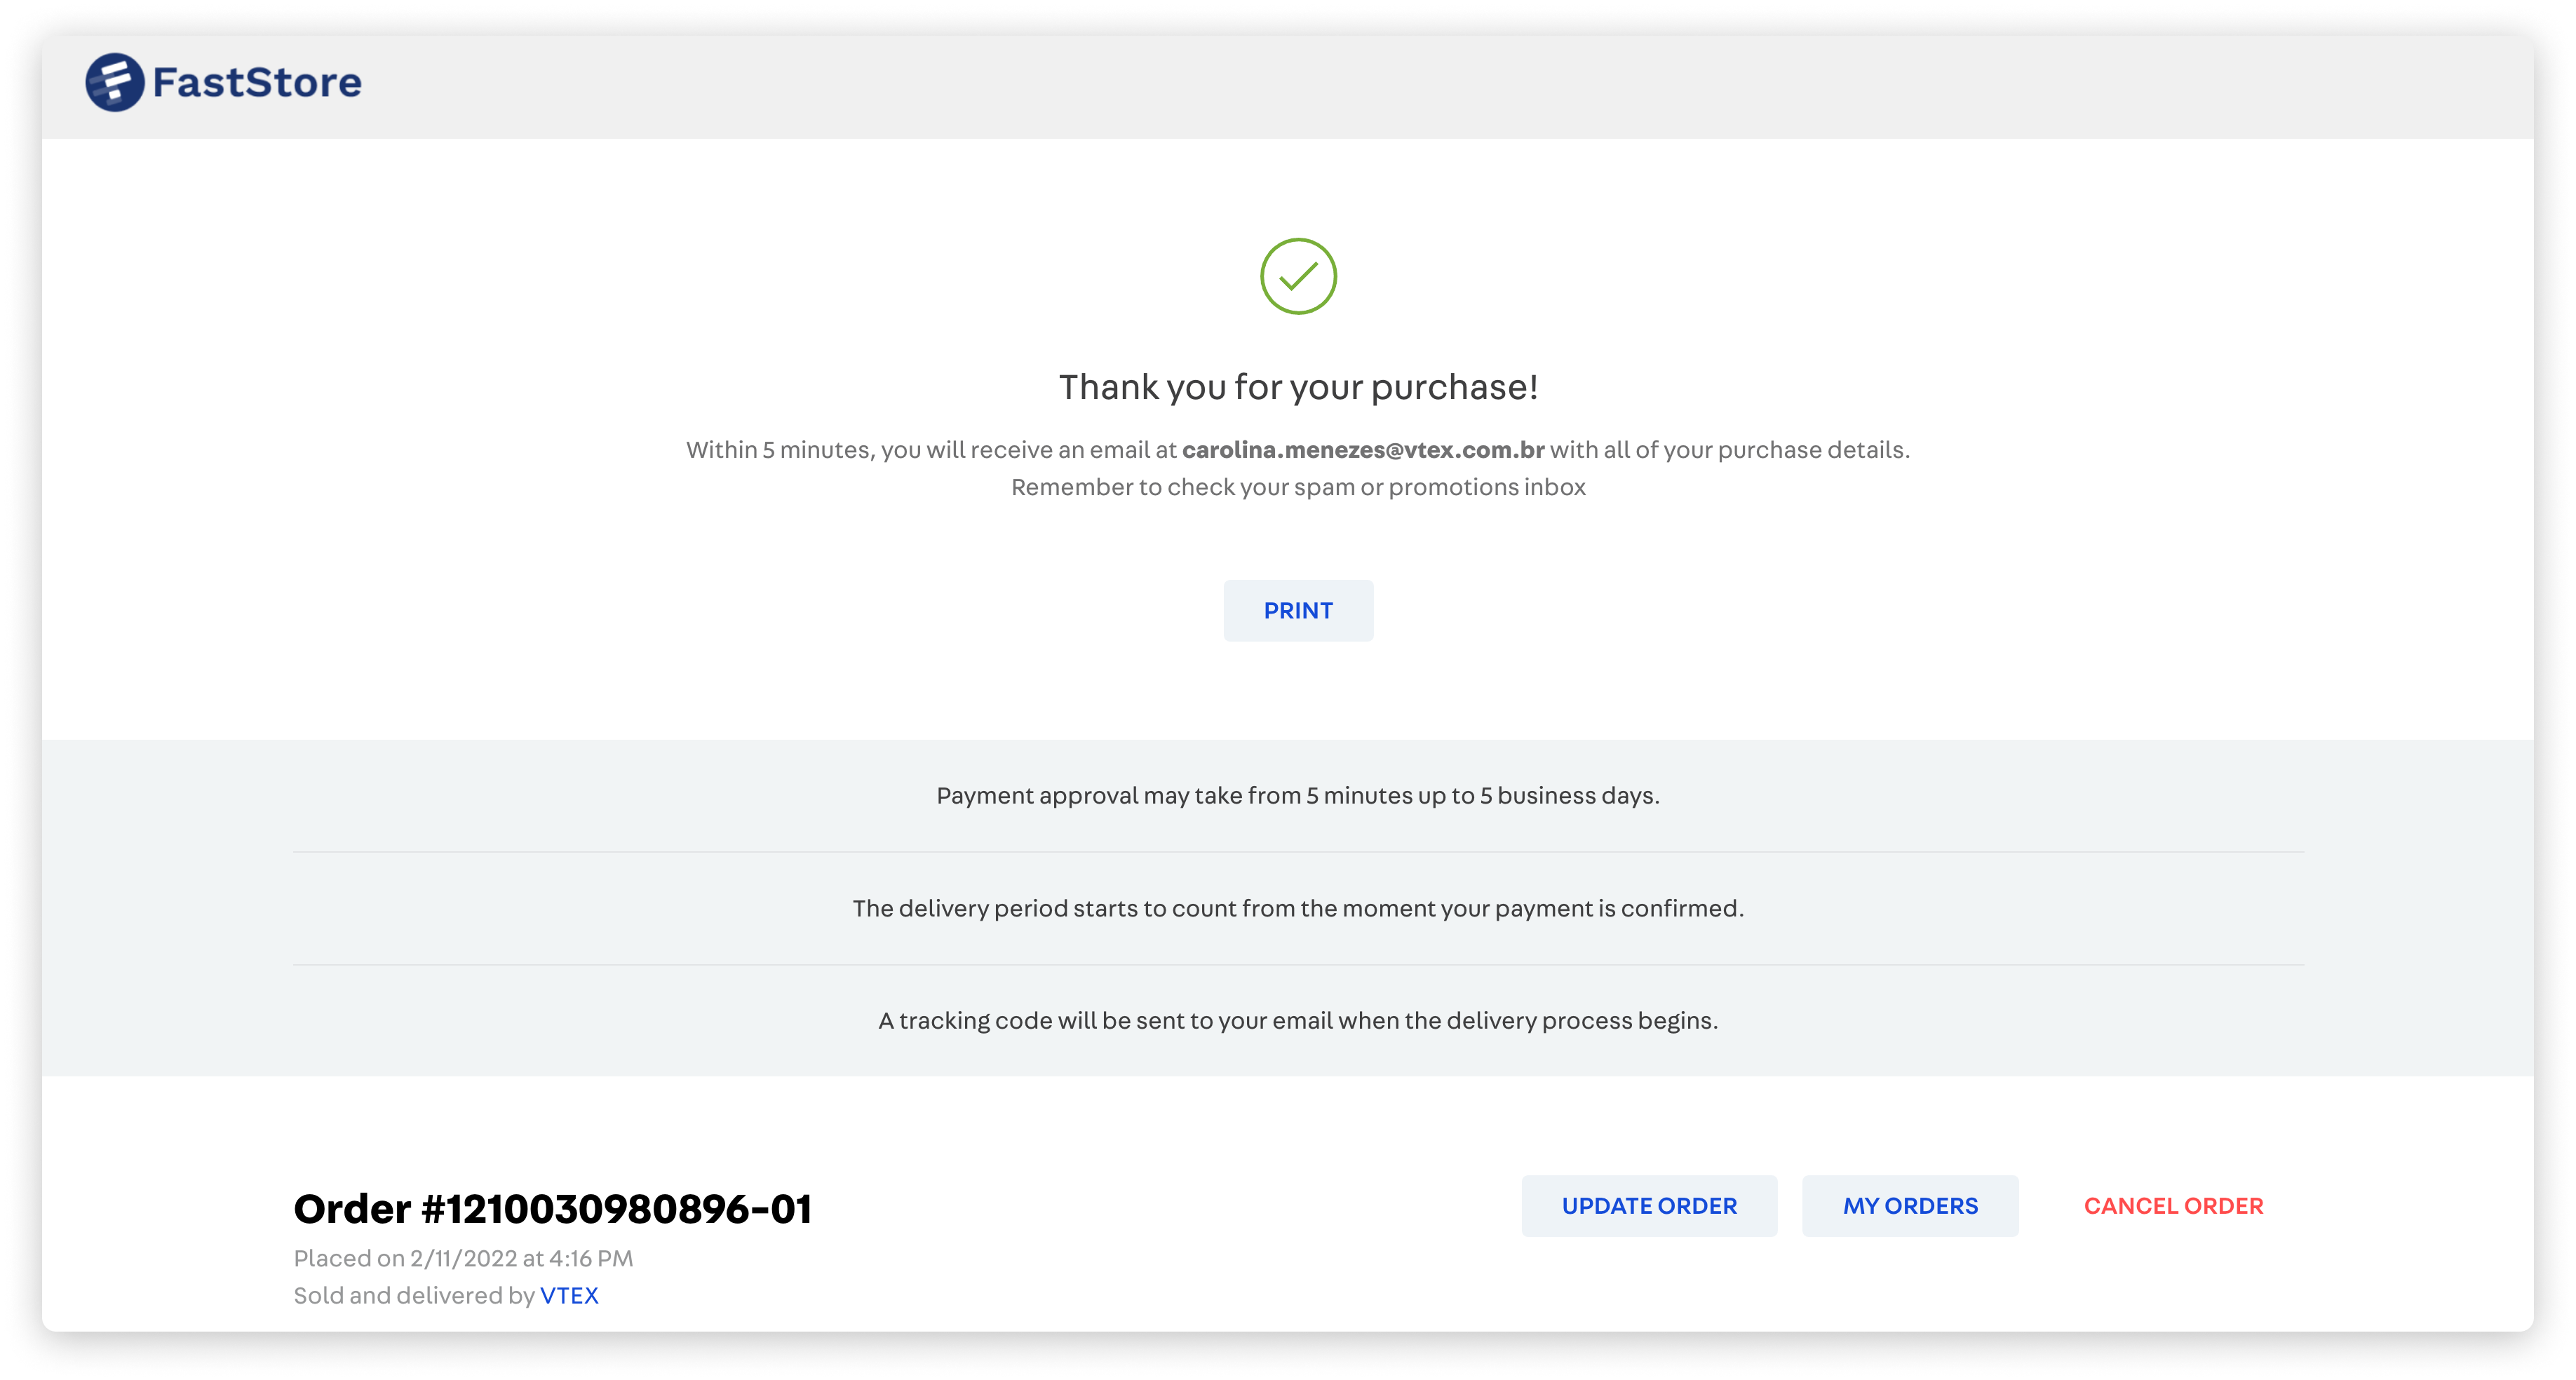 FastStore
Thank you for your purchase!
Within 5 minutes, you will receive an email at carolina.menezes@vtex.com.br with all of your purchase details.
Remember to check your spam or promotions inbox
PRINT
Payment approval may take from 5 minutes up to 5 business days.
The delivery period starts to count from the moment your payment is confirmed.
A tracking code will be sent to your email when the delivery process begins.
Order #1210030980896-01
UPDATE ORDER
MY ORDERS
CANCEL ORDER
Placed on 2/11/2022 at 4:16 PM
Sold and delivered by VTEX